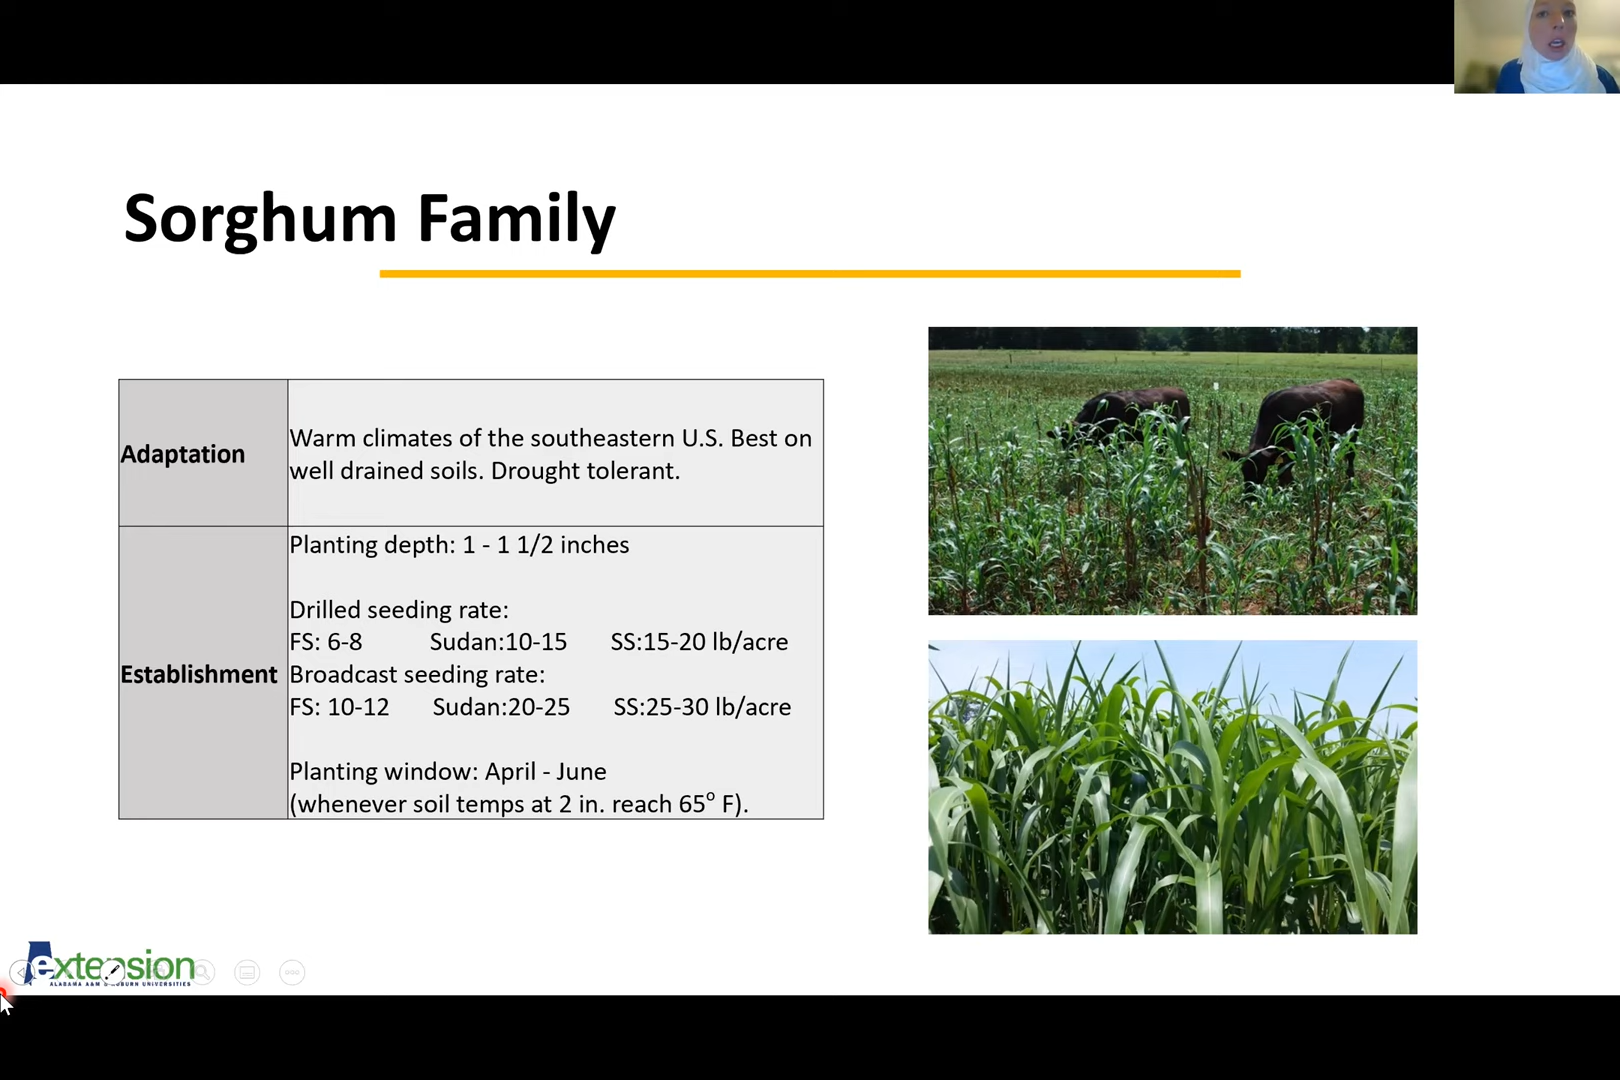 Sorghum Family
Adaptation
Warm climates of the southeastern U.S. Best on
well drained soils. Drought tolerant.
Establishment
Planting depth: 1 - 1 1/2 inches
Drilled seeding rate:
FS: 6-8 Sudan:10-15 SS:15-20 lb/acre
Broadcast seeding rate:
FS: 10-12 Sudan:20-25 SS:25-30 lb/acre
Planting window: April - June
(whenever soil temps at 2 in. reach 65° F).
extension
ALABAMA A&M & AUBURN UNIVERSITIES